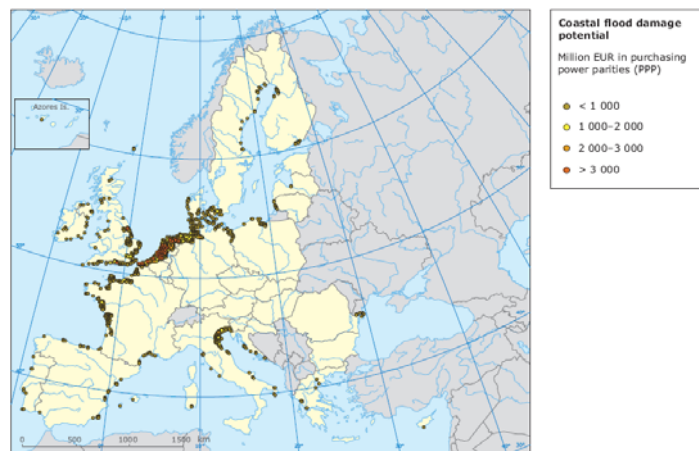 Coastal flood damage
potential
Million EUR in purchasing
power parities (PPP)
< 1 000
1 000–2 000
2 000–3 000
> 3 000
Azores Is.
0 500 1000 1500 km